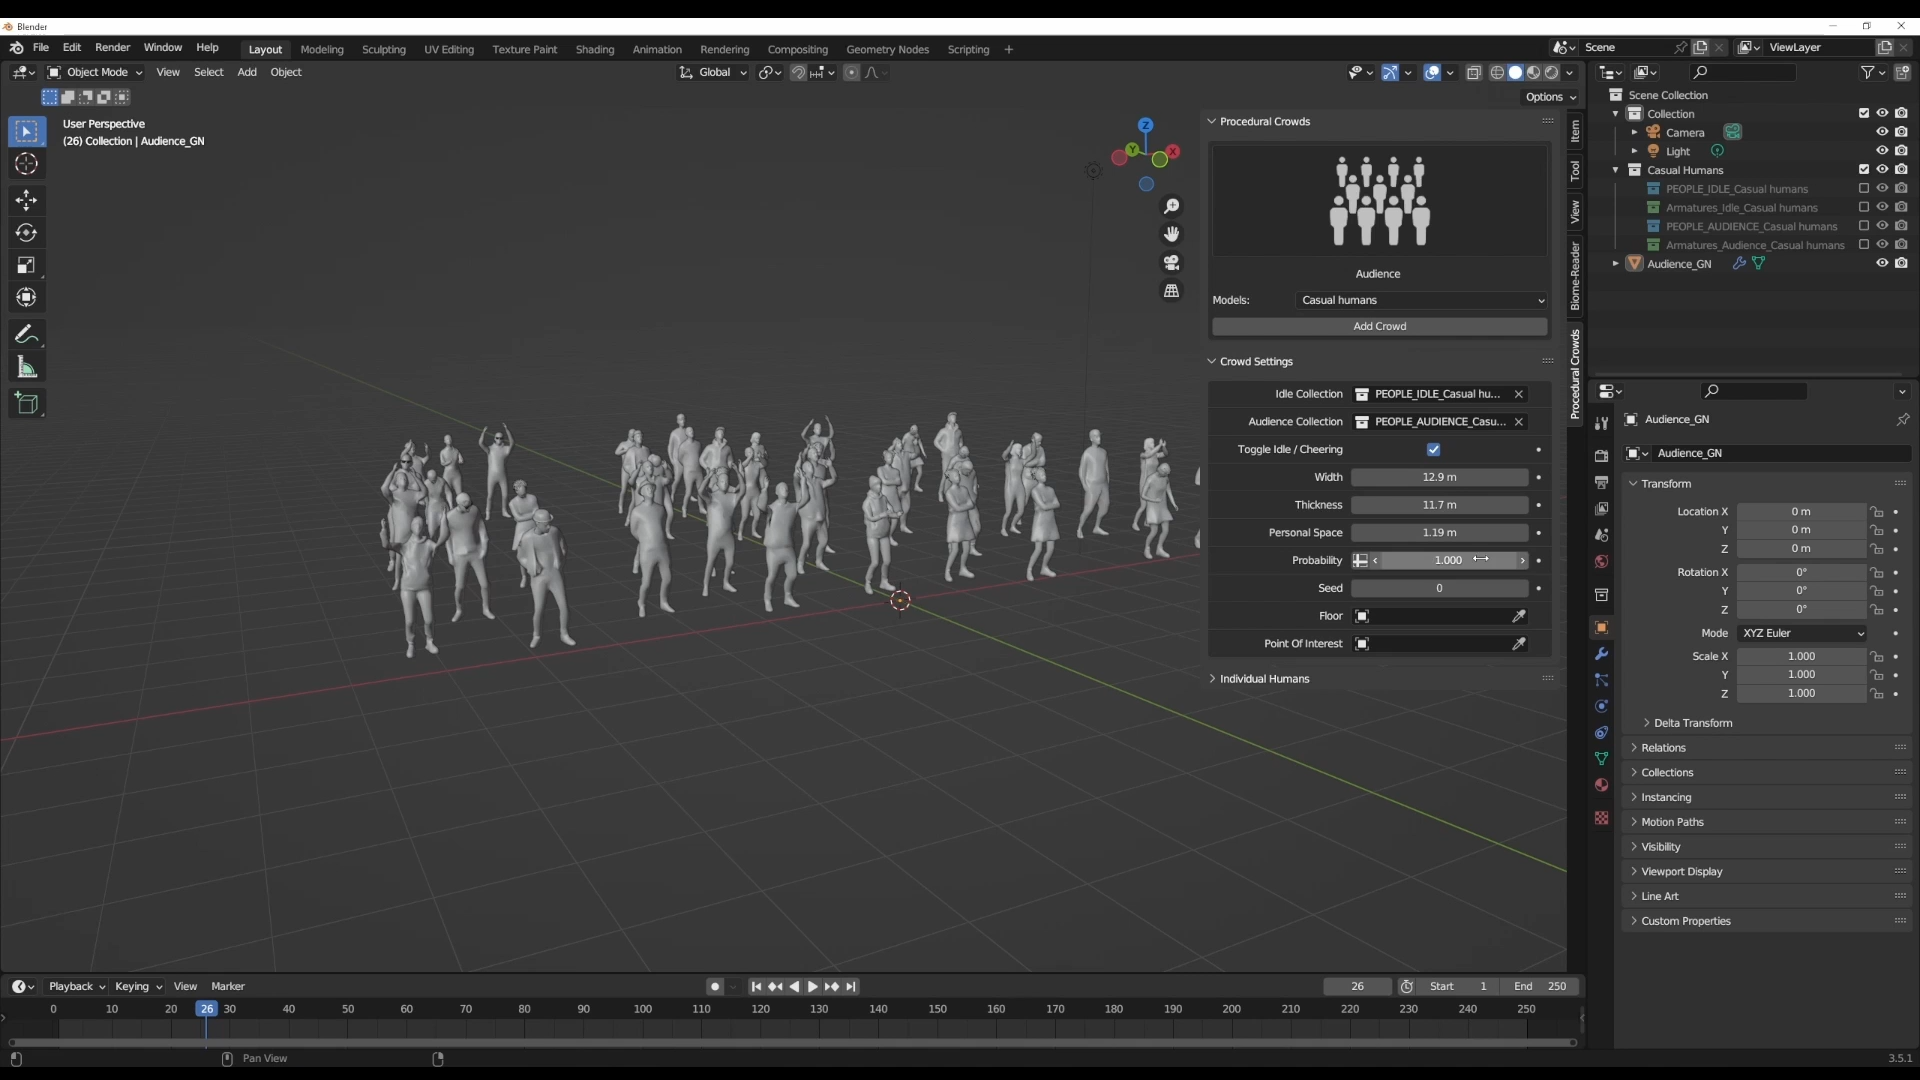 Blender
File Edit Render Window Help Layout Modeling Sculpting UV Editing Texture Paint Shading Animation Rendering Compositing Geometry Nodes Scripting + Scene ViewLayer
Object Mode View Select Add Object Global
Options
User Perspective
(26) Collection | Audience_GN
Z
Y
X
Procedural Crowds
Audience
Models: Casual humans
Add Crowd
Crowd Settings
Idle Collection PEOPLE_IDLE_Casual hu...
Audience Collection PEOPLE_AUDIENCE_Casu...
Toggle Idle / Cheering
Width 12.9 m
Thickness 11.7 m
Personal Space 1.19 m
Probability 1.000
Seed 0
Floor
Point Of Interest
Individual Humans
Item
Tool
View
Biome-Reader
Procedural Crowds
Scene Collection
Collection
Camera
Light
Casual Humans
PEOPLE_IDLE_Casual humans
Armatures_Idle_Casual humans
PEOPLE_AUDIENCE_Casual humans
Armatures_Audience_Casual humans
Audience_GN
Audience_GN
Audience_GN
Transform
Location X 0 m
Y 0 m
Z 0 m
Rotation X 0°
Y 0°
Z 0°
Mode XYZ Euler
Scale X 1.000
Y 1.000
Z 1.000
Delta Transform
Relations
Collections
Instancing
Motion Paths
Visibility
Viewport Display
Line Art
Custom Properties
Playback Keying View Marker 26 Start 1 End 250
0 10 20 26 30 40 50 60 70 80 90 100 110 120 130 140 150 160 170 180 190 200 210 220 230 240 250
Pan View 3.5.1